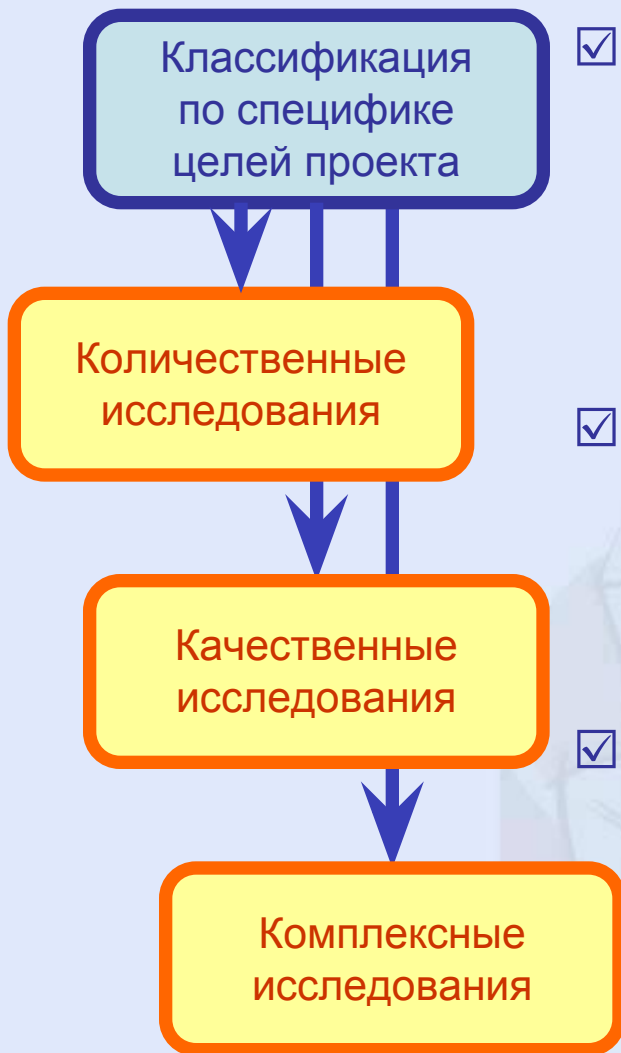 Классификация
по специфике
целей проекта
Количественные
исследования
Качественные
исследования
Комплексные
исследования